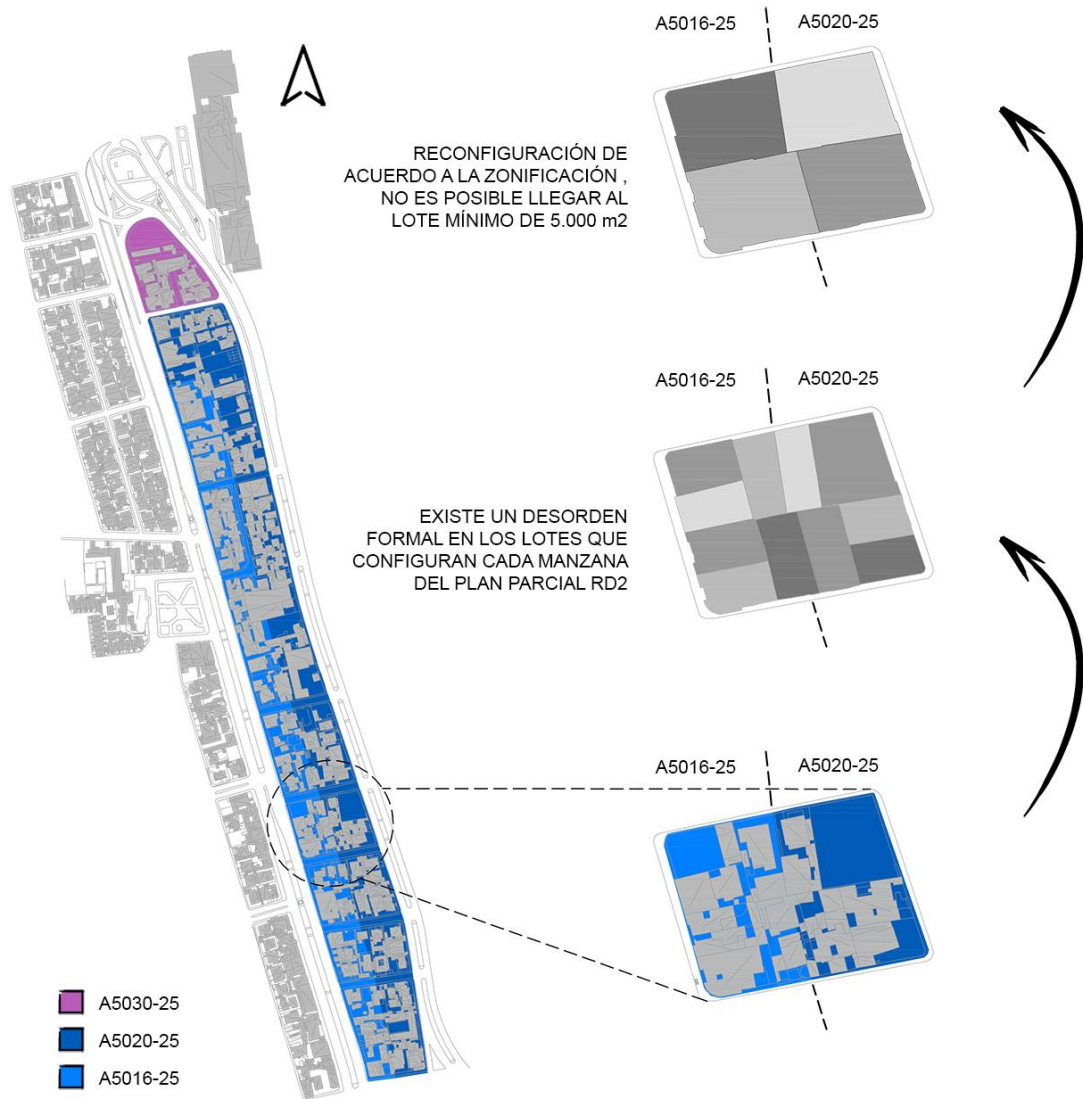 A5016-25
A5020-25
RECONFIGURACIÓN DE
ACUERDO A LA ZONIFICACIÓN ,
NO ES POSIBLE LLEGAR AL
LOTE MÍNIMO DE 5.000 m2
A5016-25
A5020-25
EXISTE UN DESORDEN
FORMAL EN LOS LOTES QUE
CONFIGURAN CADA MANZANA
DEL PLAN PARCIAL RD2
A5016-25
A5020-25
A5030-25
A5020-25
A5016-25